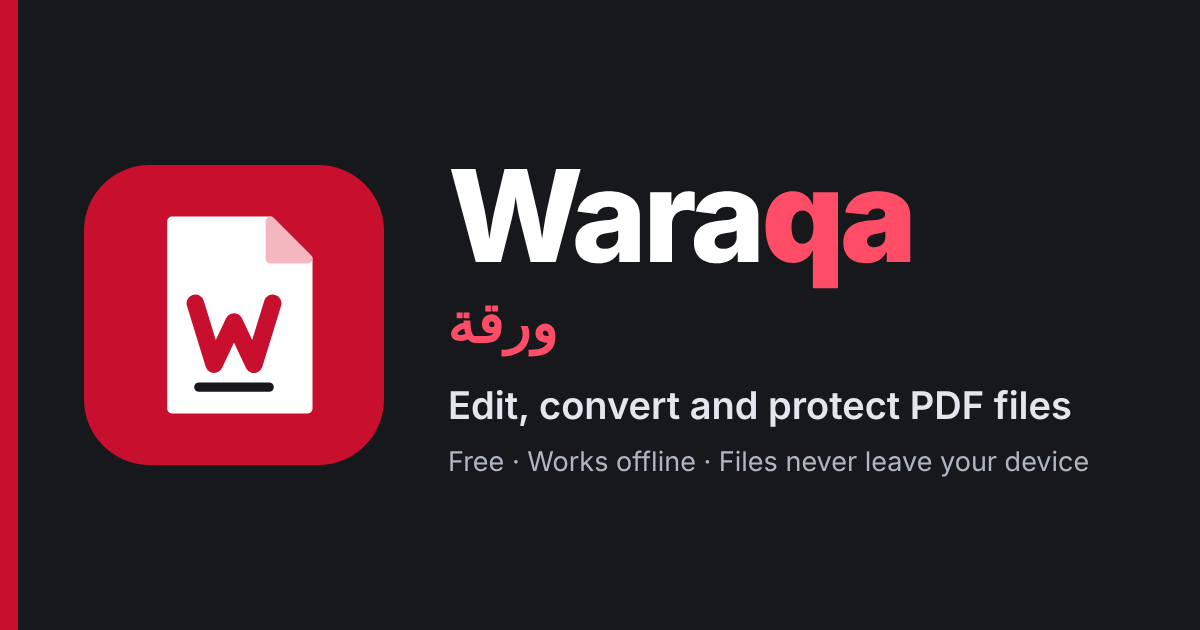 W
Waraqa
ورقة
Edit, convert and protect PDF files
Free · Works offline · Files never leave your device